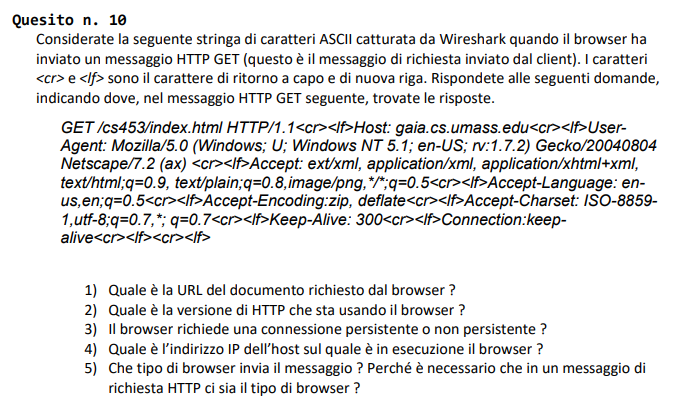 Quesito n. 10
Considerate la seguente stringa di caratteri ASCII catturata da Wireshark quando il browser ha
inviato un messaggio HTTP GET (questo è il messaggio di richiesta inviato dal client). I caratteri
<cr> e <lf> sono il carattere di ritorno a capo e di nuova riga. Rispondete alle seguenti domande,
indicando dove, nel messaggio HTTP GET seguente, trovate le risposte.
GET /cs453/index.html HTTP/1.1<cr><lf>Host: gaia.cs.umass.edu<cr><lf>User-
Agent: Mozilla/5.0 (Windows; U; Windows NT 5.1; en-US; rv:1.7.2) Gecko/20040804
Netscape/7.2 (ax) <cr><lf>Accept: ext/xml, application/xml, application/xhtml+xml,
text/html;q=0.9, text/plain;q=0.8,image/png,*/*;q=0.5<cr><lf>Accept-Language: en-
us,en;q=0.5<cr><lf>Accept-Encoding:zip, deflate<cr><lf>Accept-Charset: ISO-8859-
1,utf-8;q=0.7,*; q=0.7<cr><lf>Keep-Alive: 300<cr><lf>Connection:keep-
alive<cr><lf><cr><lf>
1) Quale è la URL del documento richiesto dal browser ?
2) Quale è la versione di HTTP che sta usando il browser ?
3) Il browser richiede una connessione persistente o non persistente ?
4) Quale è l'indirizzo IP dell'host sul quale è in esecuzione il browser ?
5) Che tipo di browser invia il messaggio ? Perché è necessario che in un messaggio di
richiesta HTTP ci sia il tipo di browser ?